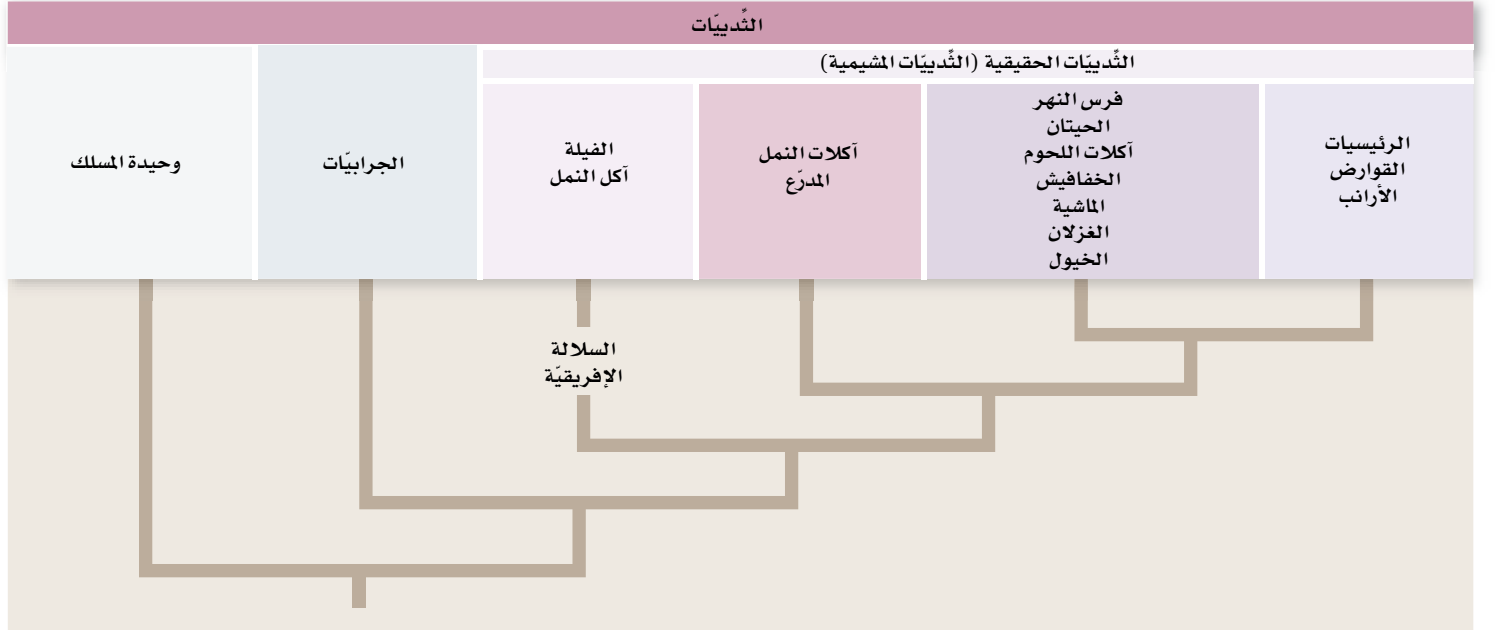 الثَّدييّات
الثَّدييّات الحقيقية (الثَّدييّات المشيمية)
الرئيسيات
القوارض
الأرانب
فرس النهر
الحيتان
آكلات اللحوم
الخفافيش
الماشية
الغزلان
الخيول
آكلات النمل
المدرّع
الفيلة
آكل النمل
الجرابيّات
وحيدة المسلك
السلالة
الإفريقيّة